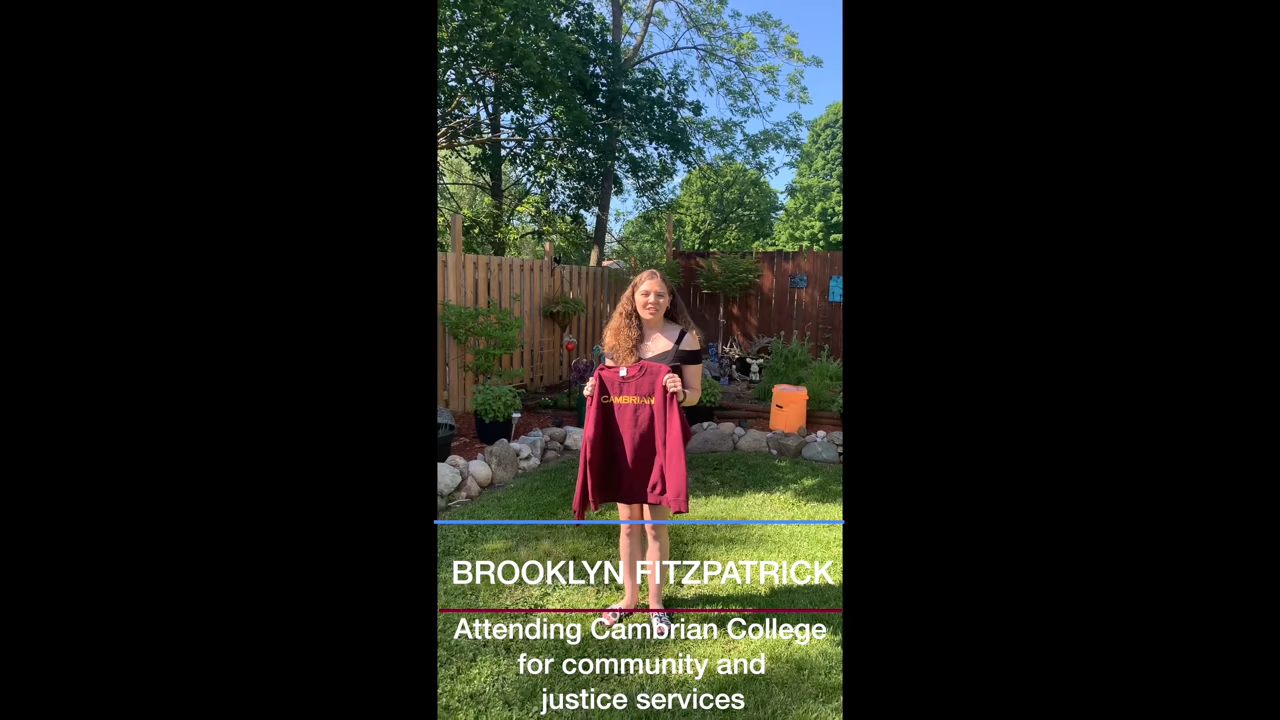 CAMBRIAN
BROOKLYN FITZPATRICK
Attending Cambrian College
for community and
justice services